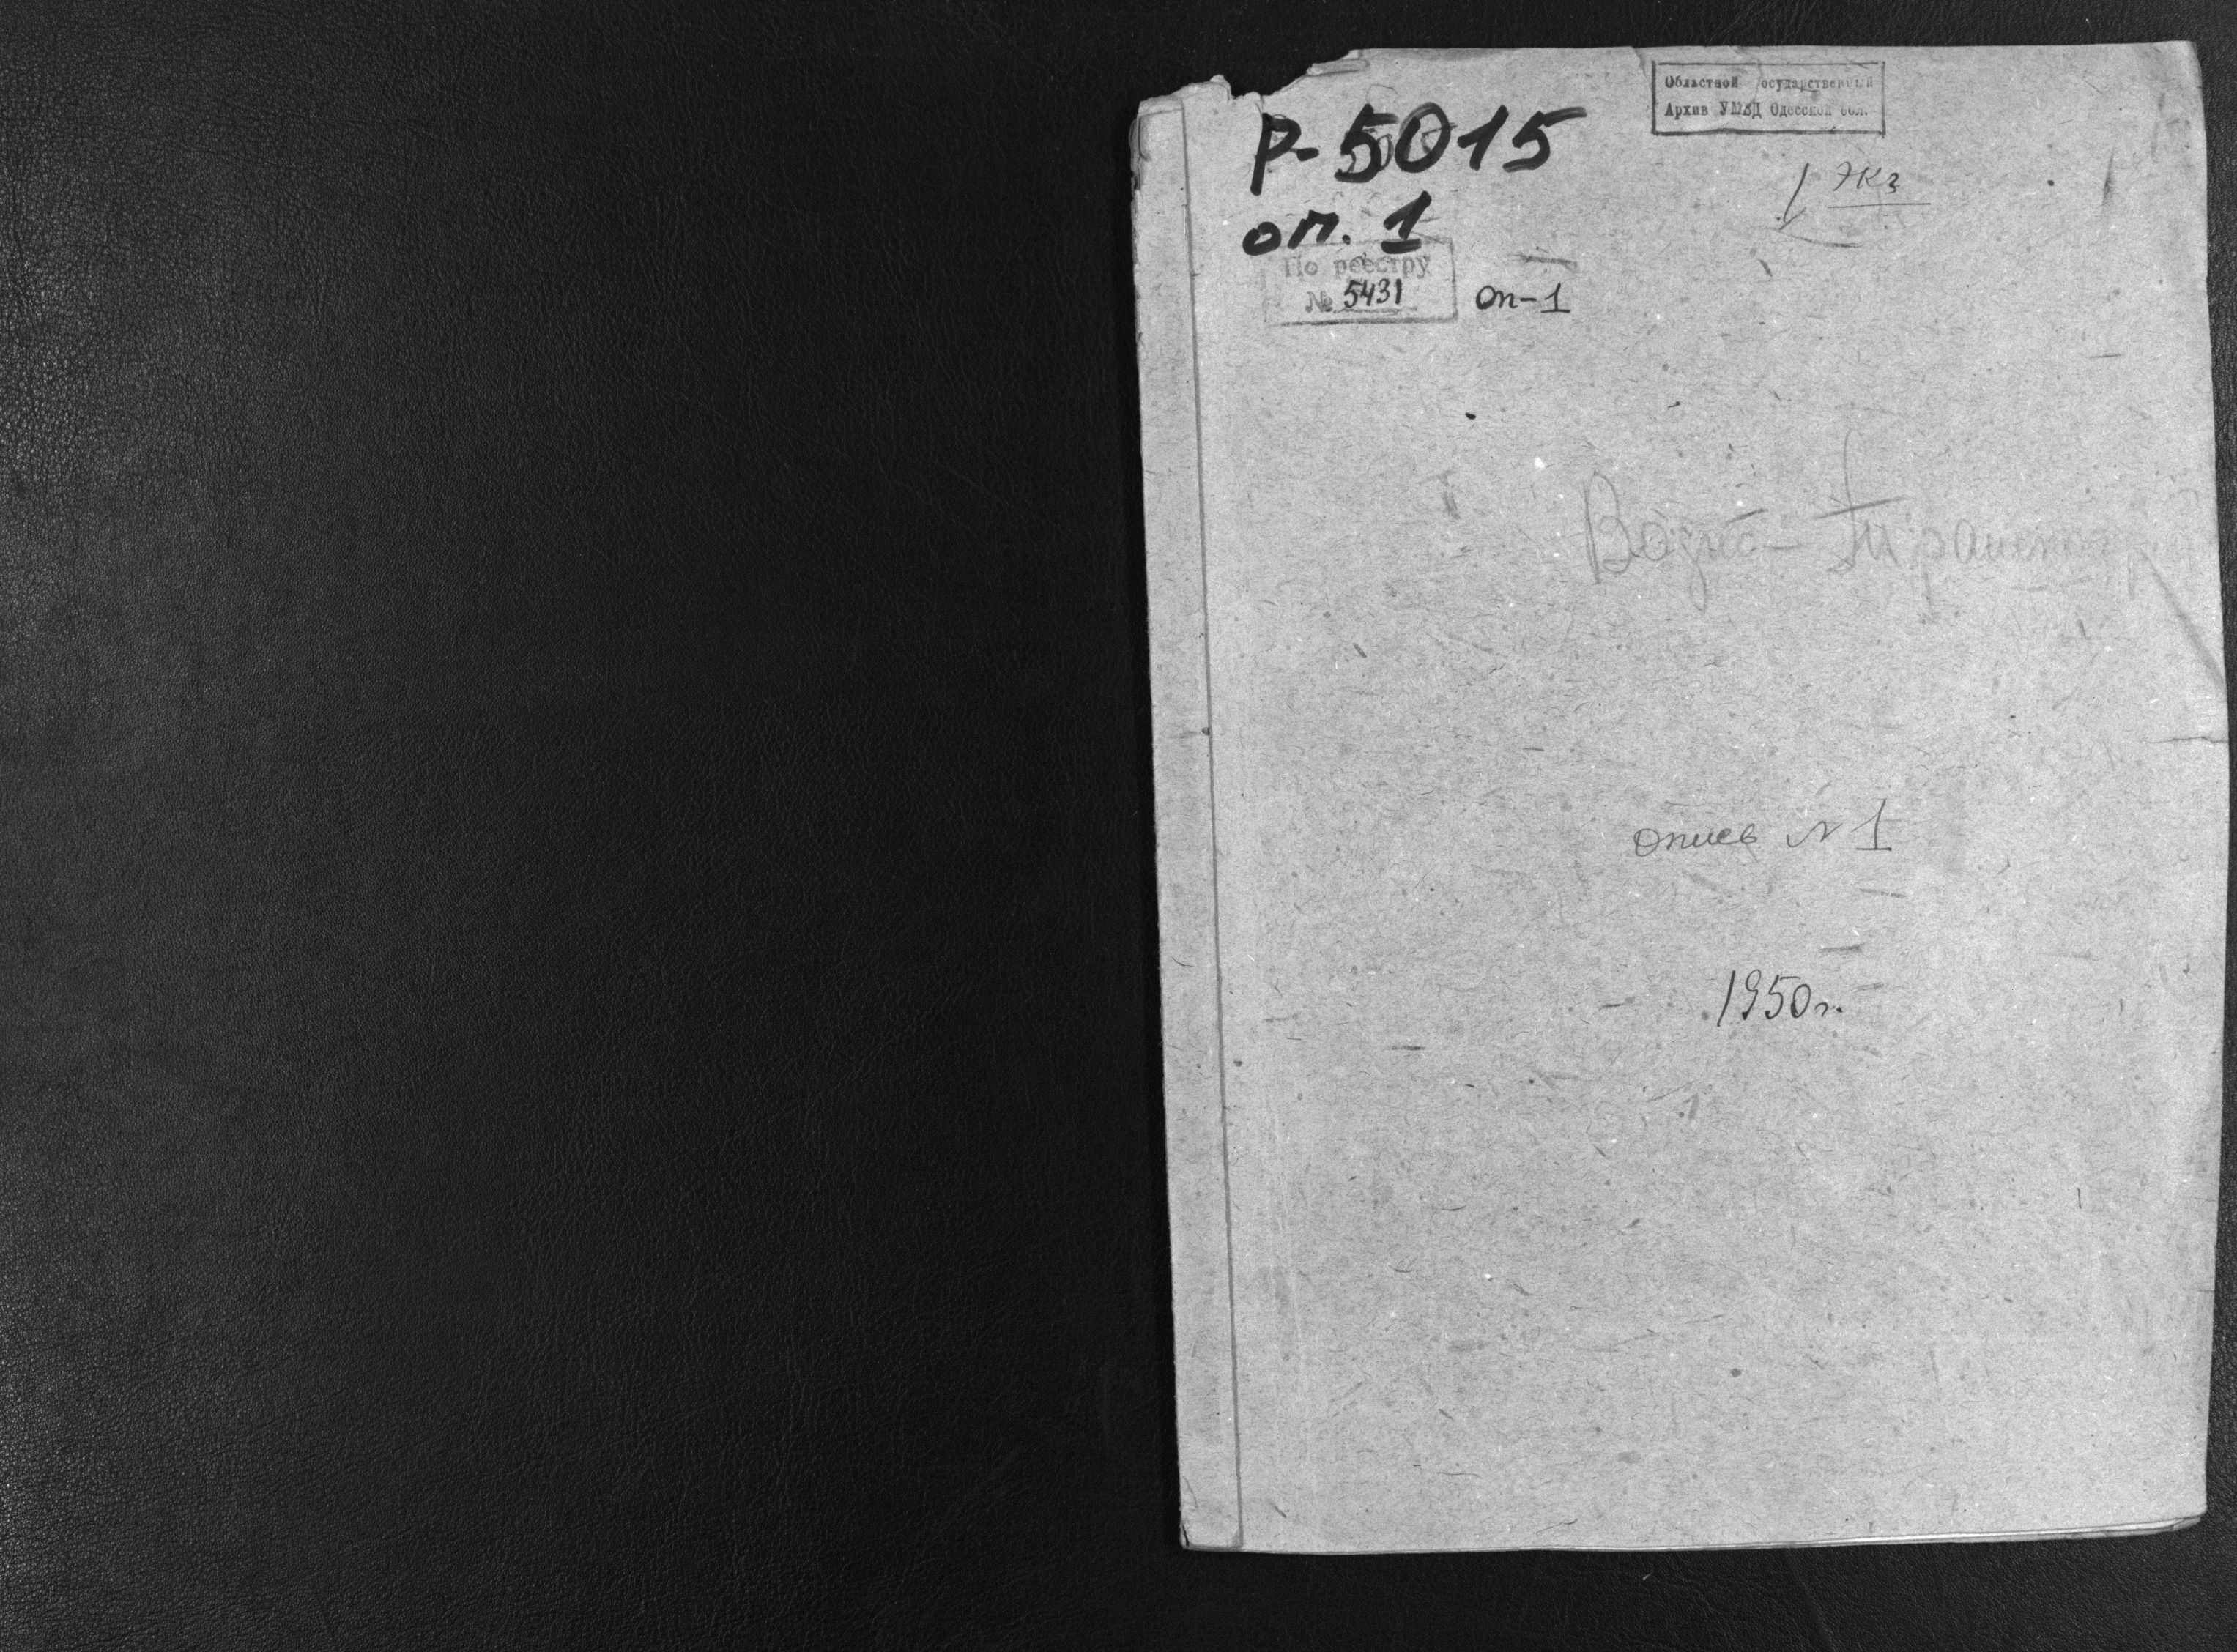 Областной Государственный
Архив УМВД Одесской обл.
Р-5015
1 экз
оп. 1
По реестру
№ 5431
оп-1
опись № 1
1950г.